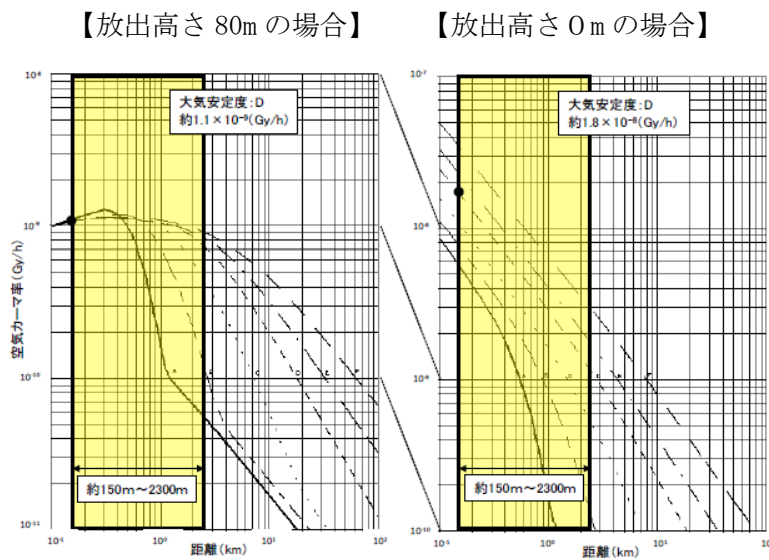 【放出高さ 80m の場合】
【放出高さ０m の場合】
10⁻⁸
10⁻⁹
10⁻¹⁰
10⁻¹¹
空気カーマ率(Gy/h)
大気安定度:D
約1.1×10⁻⁹(Gy/h)
約150m～2300m
10⁻¹
10⁰
10¹
10²
距離(km)
10⁻⁷
10⁻⁸
10⁻⁹
10⁻¹⁰
大気安定度:D
約1.8×10⁻⁸(Gy/h)
約150m～2300m
10⁻¹
10⁰
10¹
距離(km)